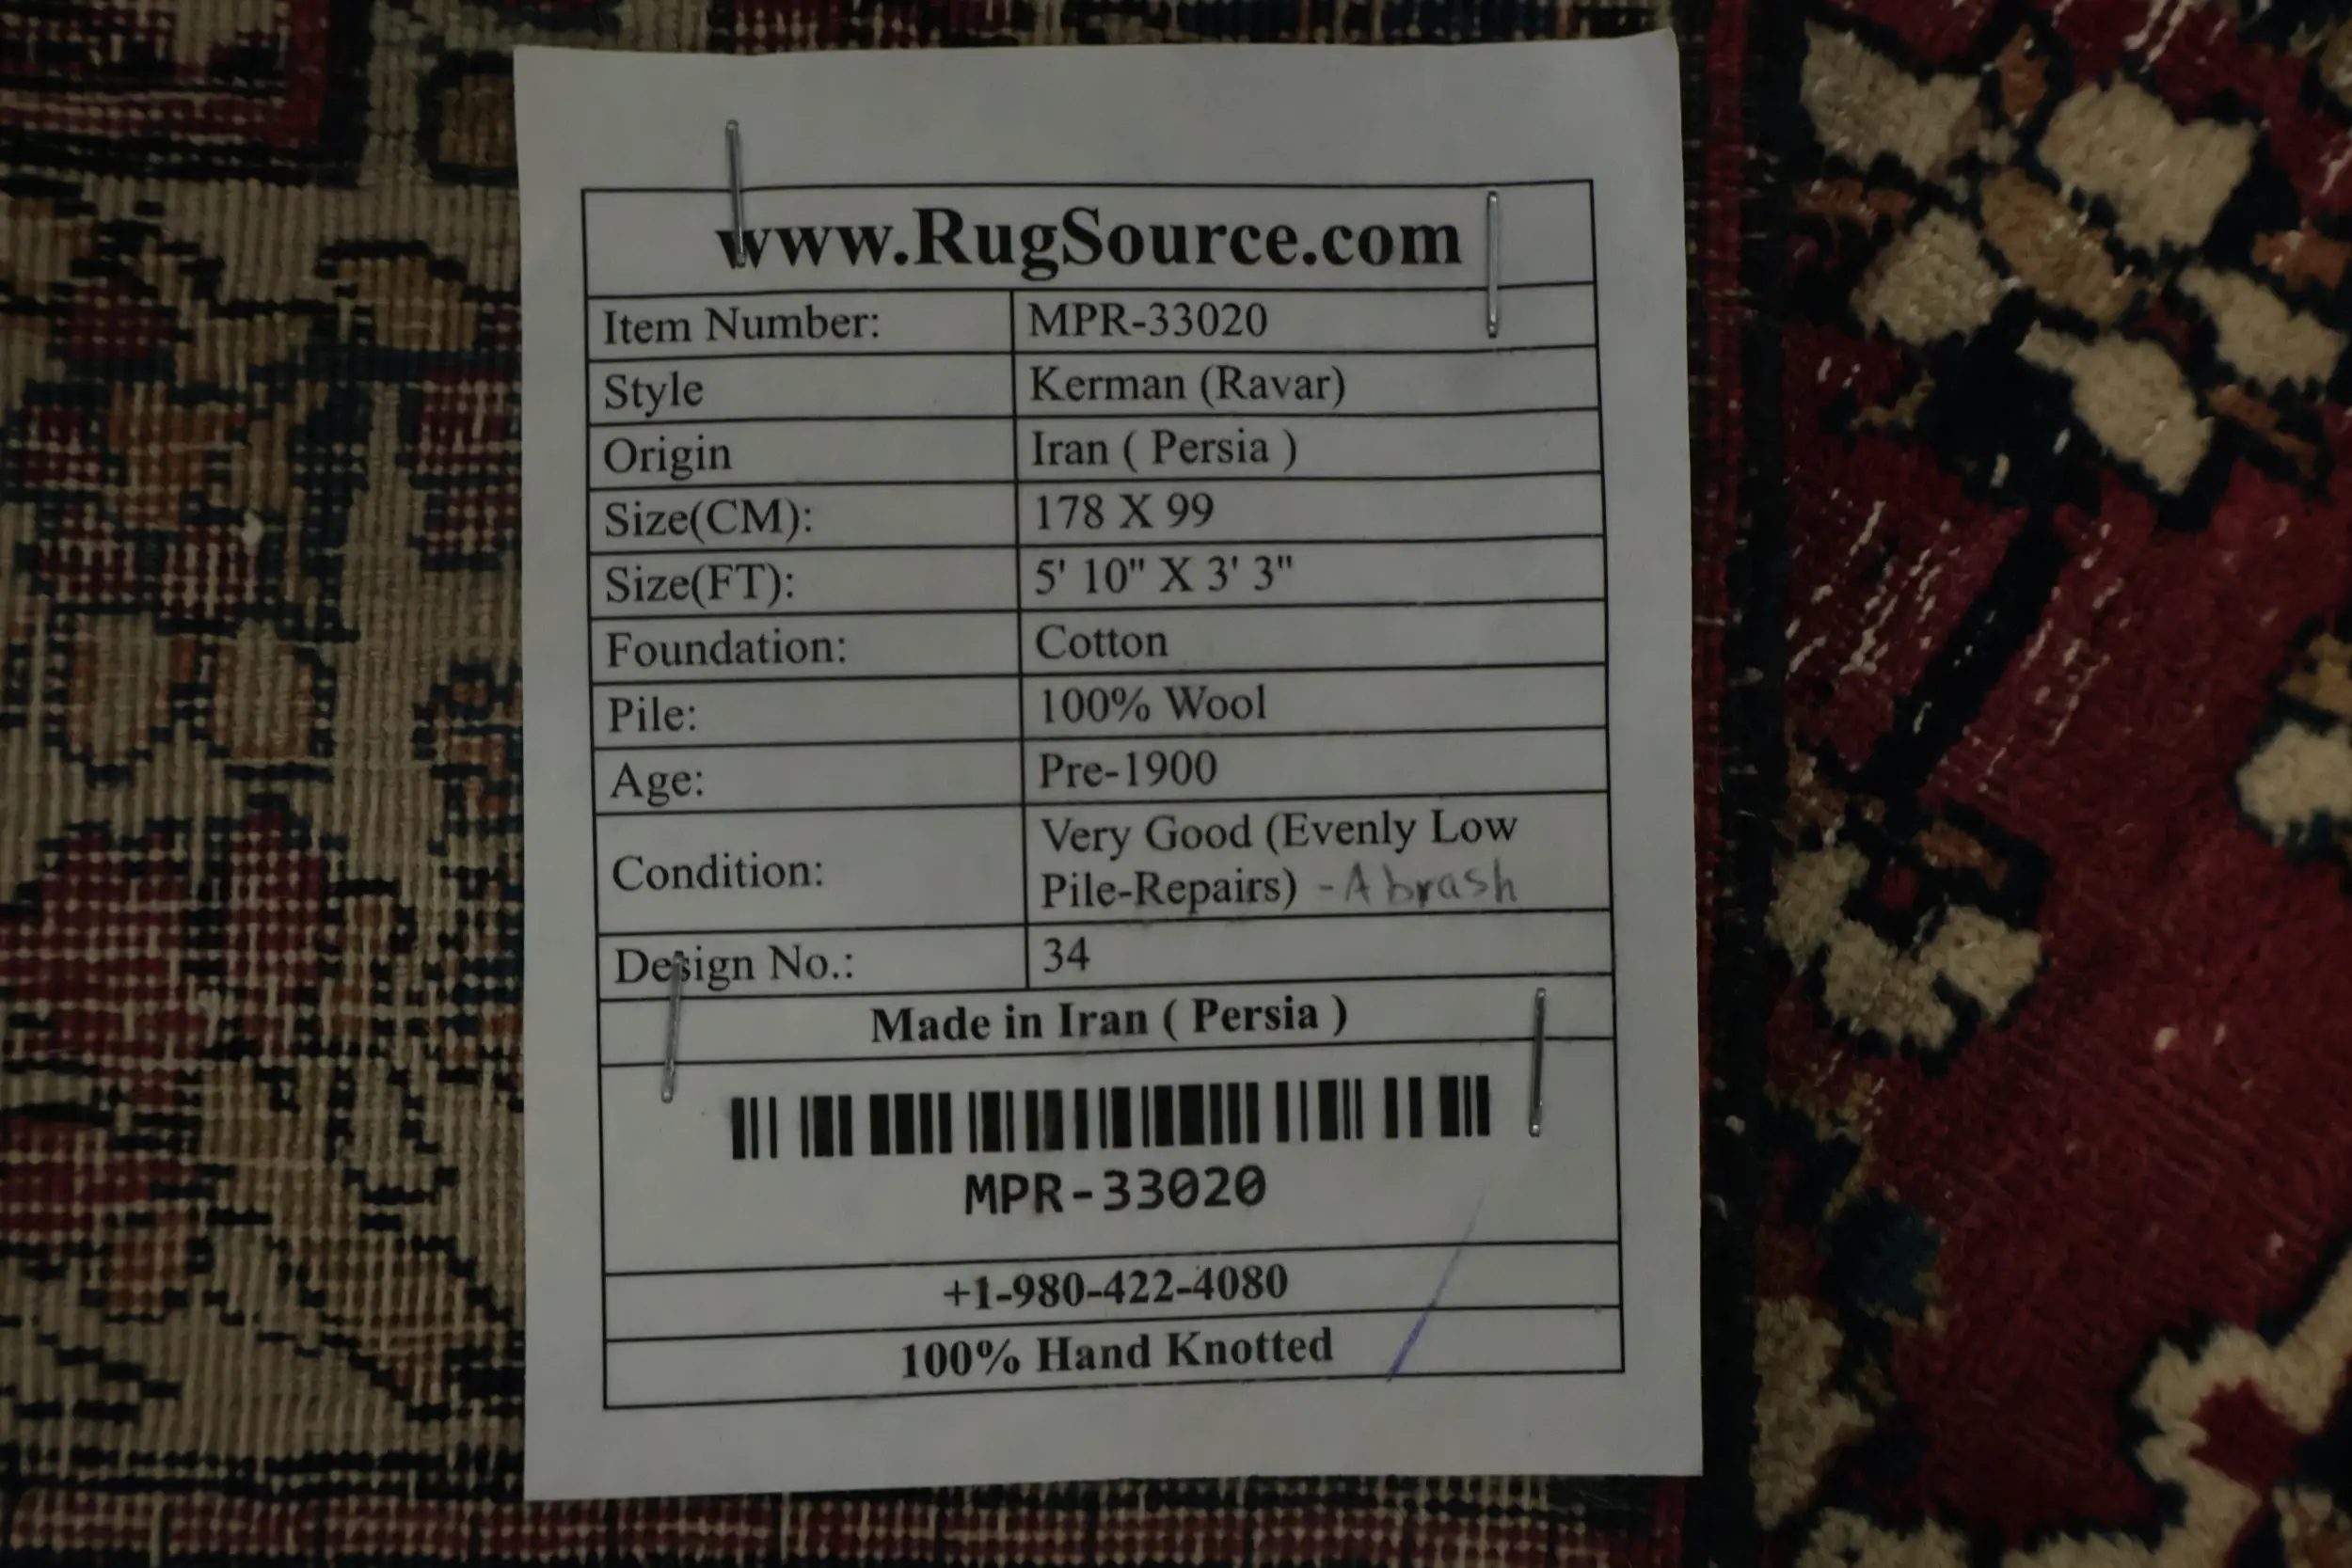 www.RugSource.com
Item Number: MPR-33020
Style Kerman (Ravar)
Origin Iran ( Persia )
Size(CM): 178 X 99
Size(FT): 5' 10" X 3' 3"
Foundation: Cotton
Pile: 100% Wool
Age: Pre-1900
Condition: Very Good (Evenly Low
Pile-Repairs) -Abrash
Design No.: 34
Made in Iran ( Persia )
MPR-33020
+1-980-422-4080
100% Hand Knotted